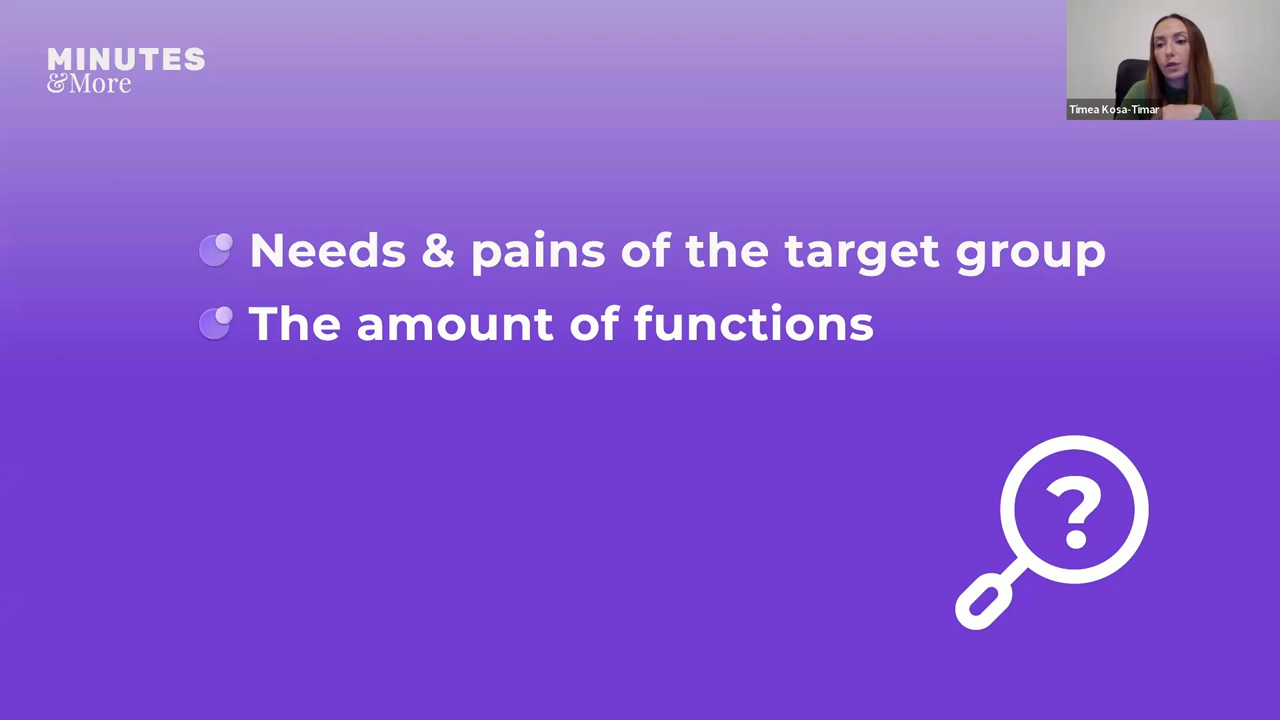 MINUTES
&More
Timea Kosa-Timar
Needs & pains of the target group
The amount of functions
?